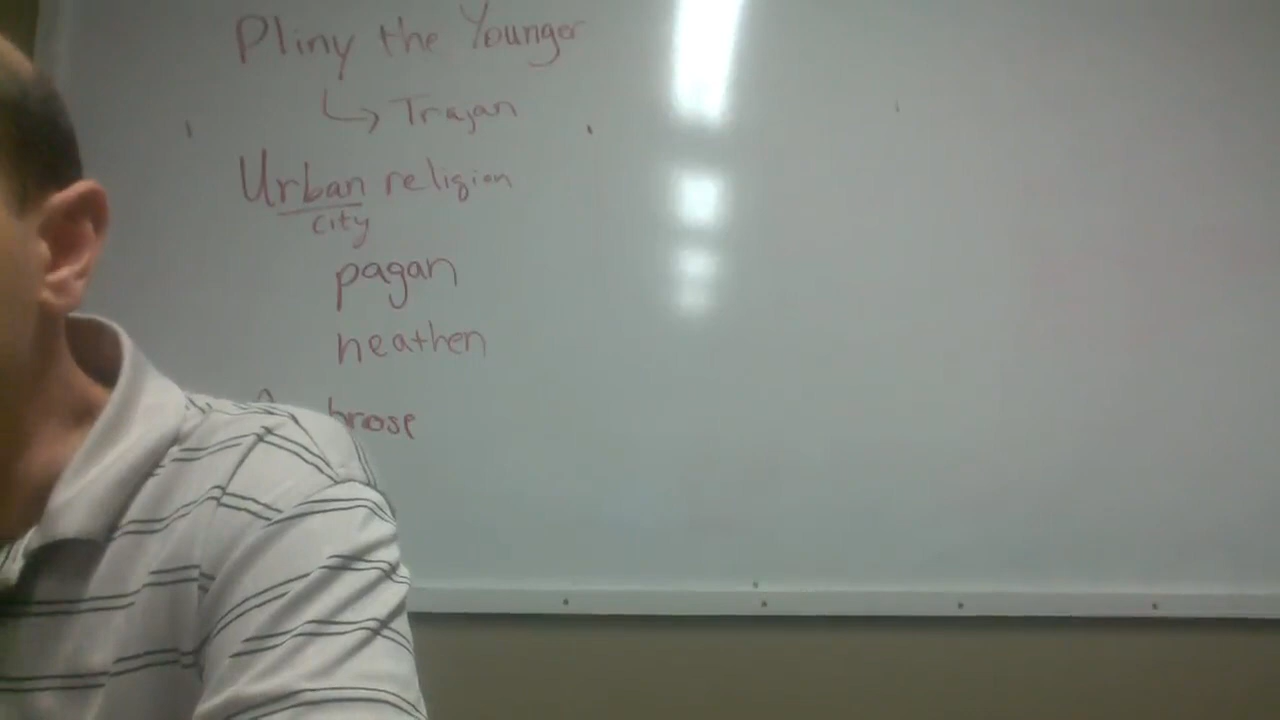 Pliny the Younger
↳ Trajan
Urban religion
city
pagan
heathen
brose